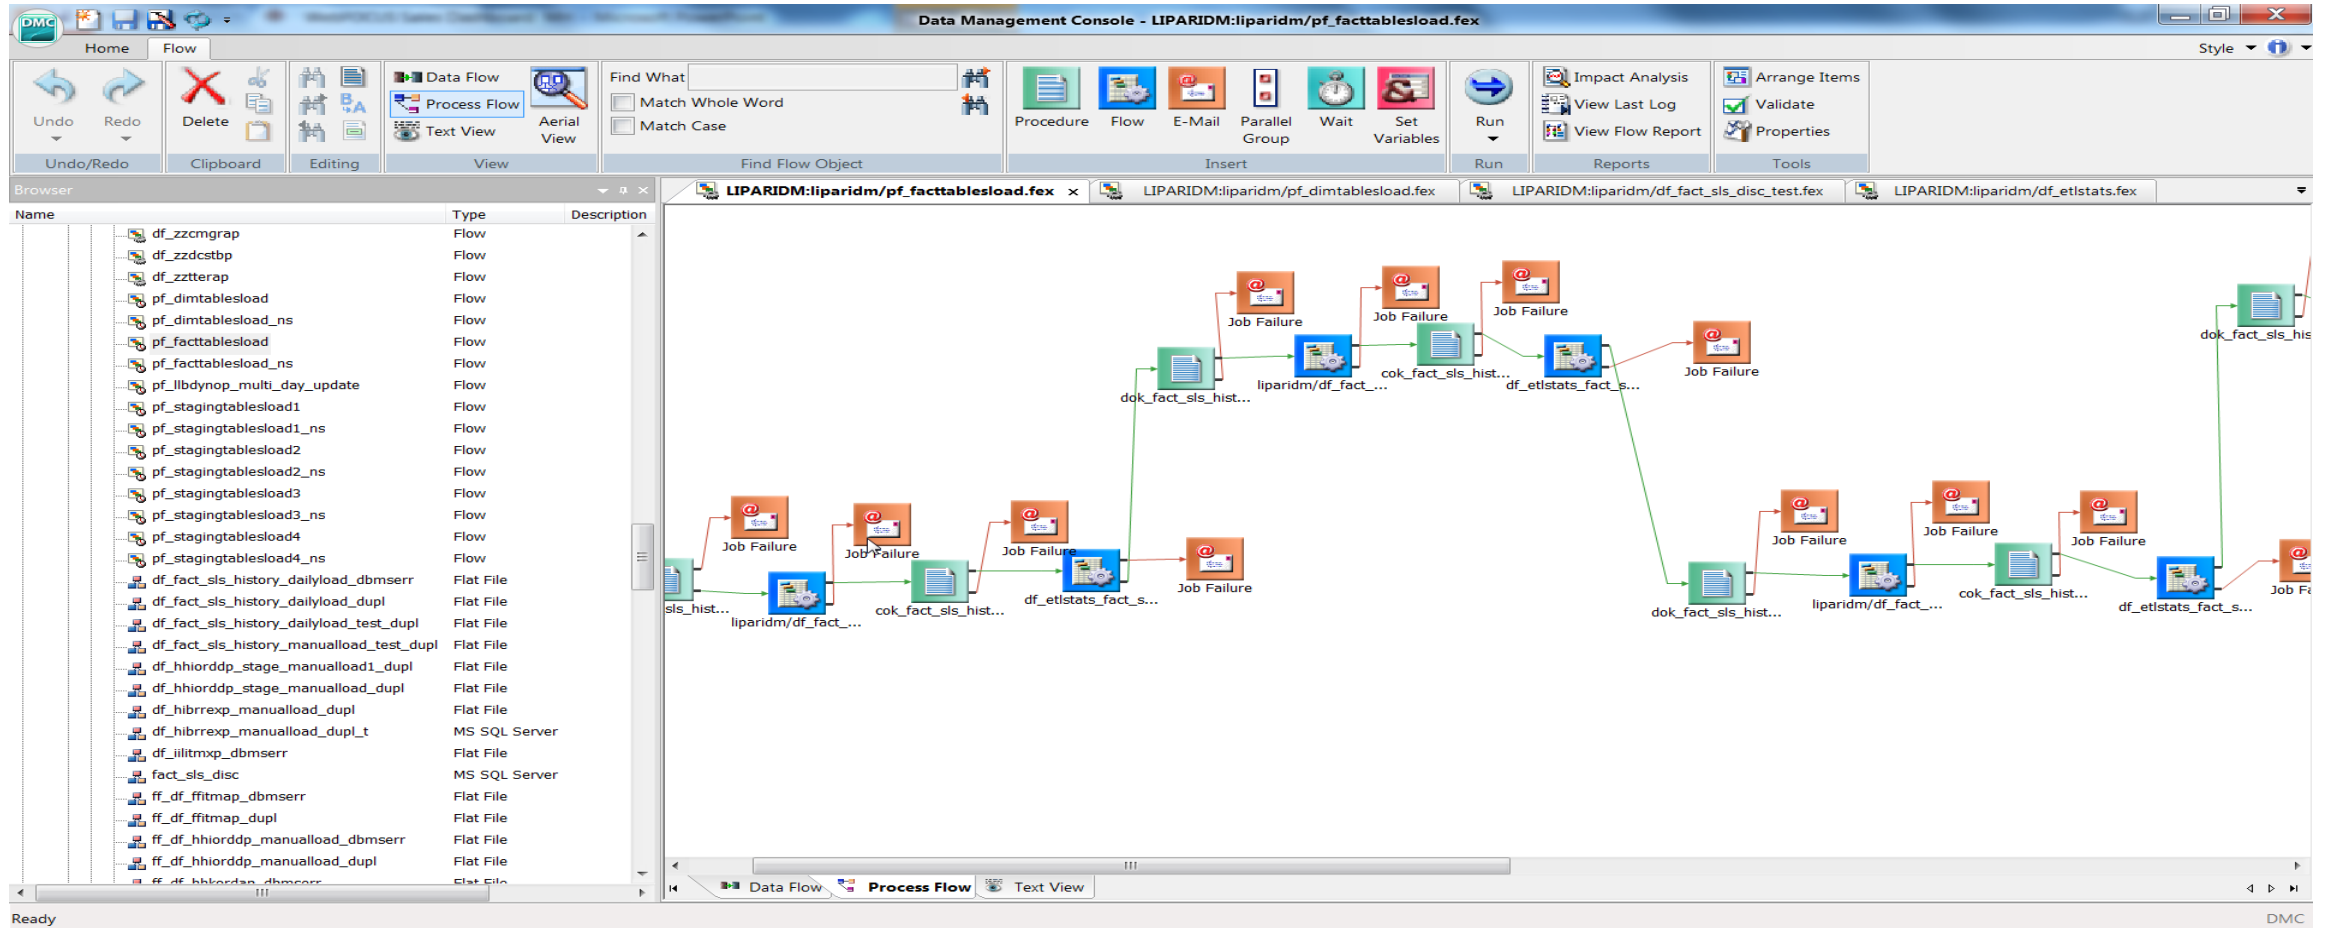 DMC
Data Management Console - LIPARIDM:liparidm/pf_facttablesload.fex
Home Flow Style
Undo Redo Delete Data Flow Process Flow Text View Aerial View
Find What
Match Whole Word
Match Case
Procedure Flow E-Mail Parallel Group Wait Set Variables
Run
Impact Analysis
View Last Log
View Flow Report
Arrange Items
Validate
Properties
Undo/Redo Clipboard Editing View Find Flow Object Insert Run Reports Tools
Browser
Name Type Description
df_zzcmgrap Flow
df_zzdcstbp Flow
df_zztterap Flow
pf_dimtablesload Flow
pf_dimtablesload_ns Flow
pf_facttablesload Flow
pf_facttablesload_ns Flow
pf_llbdynop_multi_day_update Flow
pf_stagingtablesload1 Flow
pf_stagingtablesload1_ns Flow
pf_stagingtablesload2 Flow
pf_stagingtablesload2_ns Flow
pf_stagingtablesload3 Flow
pf_stagingtablesload3_ns Flow
pf_stagingtablesload4 Flow
pf_stagingtablesload4_ns Flow
df_fact_sls_history_dailyload_dbmserr Flat File
df_fact_sls_history_dailyload_dupl Flat File
df_fact_sls_history_dailyload_test_dupl Flat File
df_fact_sls_history_manualload_test_dupl Flat File
df_hhiorddp_stage_manualload1_dupl Flat File
df_hhiorddp_stage_manualload_dupl Flat File
df_hibrrexp_manualload_dupl Flat File
df_hibrrexp_manualload_dupl_t MS SQL Server
df_iilitmxp_dbmserr Flat File
fact_sls_disc MS SQL Server
ff_df_ffitmap_dbmserr Flat File
ff_df_ffitmap_dupl Flat File
ff_df_hhiorddp_manualload_dbmserr Flat File
ff_df_hhiorddp_manualload_dupl Flat File
LIPARIDM:liparidm/pf_facttablesload.fex LIPARIDM:liparidm/pf_dimtablesload.fex LIPARIDM:liparidm/df_fact_sls_disc_test.fex LIPARIDM:liparidm/df_etlstats.fex
Job Failure Job Failure Job Failure
Job Failure
dok_fact_sls_hist... liparidm/df_fact_... cok_fact_sls_hist... df_etlstats_fact_s...
dok_fact_sls_his
Job Failure Job Failure Job Failure
Job Failure
sls_hist... liparidm/df_fact_... cok_fact_sls_hist... df_etlstats_fact_s...
Job Failure Job Failure Job Failure
Job Fa
dok_fact_sls_hist... liparidm/df_fact_... cok_fact_sls_hist... df_etlstats_fact_s...
Data Flow Process Flow Text View
Ready DMC